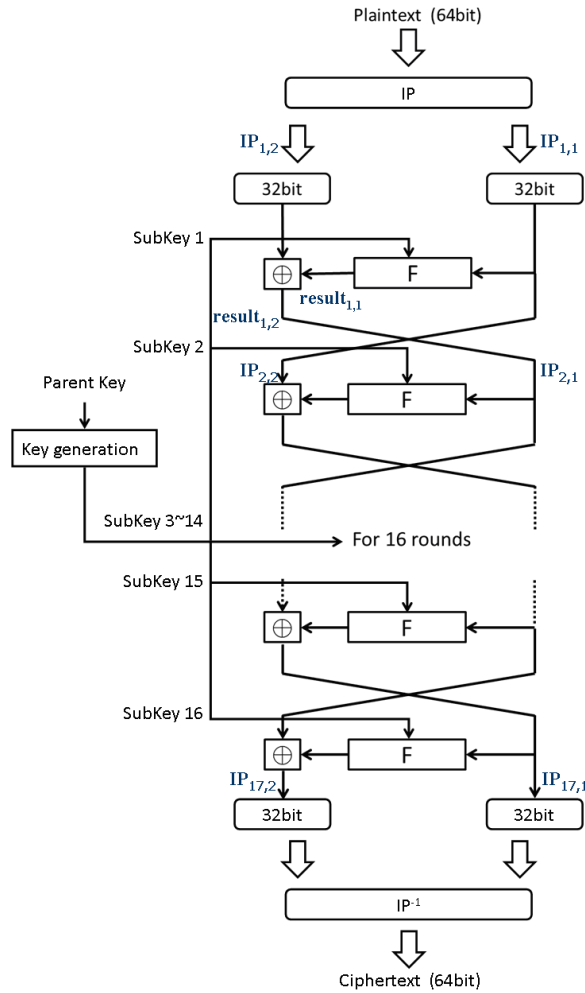 Plaintext (64bit)
IP
IP1,2
IP1,1
32bit
32bit
SubKey 1
⊕
F
result1,1
result1,2
SubKey 2
IP2,2
IP2,1
⊕
F
Parent Key
Key generation
SubKey 3~14
For 16 rounds
SubKey 15
⊕
F
SubKey 16
⊕
F
IP17,2
IP17,1
32bit
32bit
IP-1
Ciphertext (64bit)